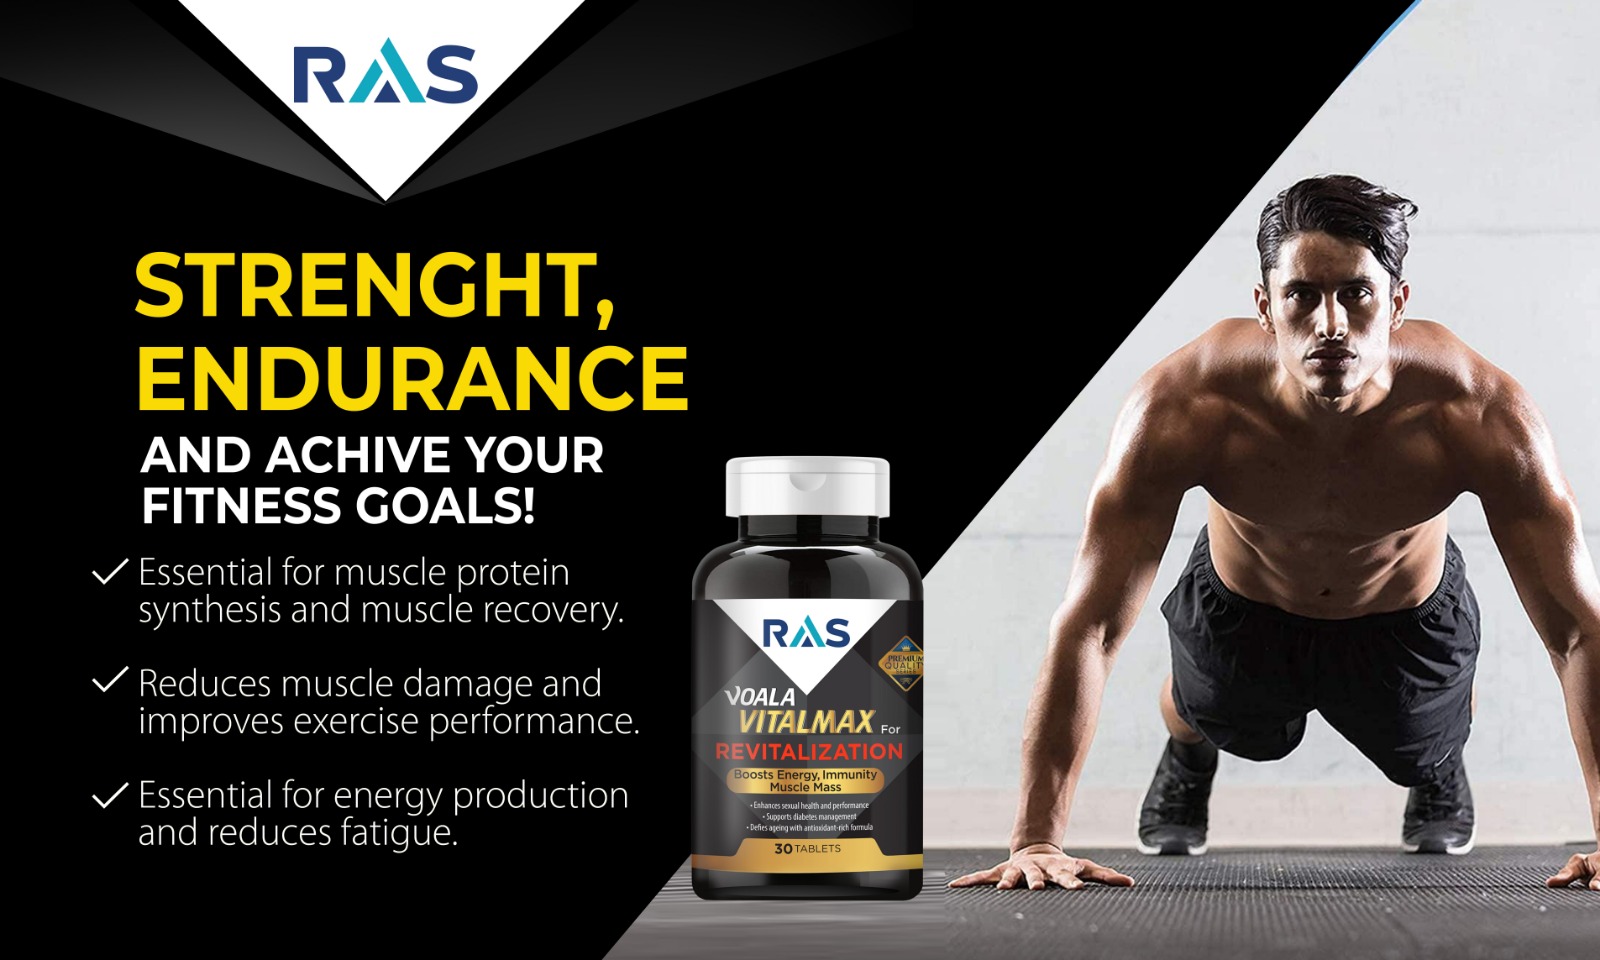 RAS
STRENGHT,
ENDURANCE
AND ACHIVE YOUR
FITNESS GOALS!
Essential for muscle protein
synthesis and muscle recovery.
Reduces muscle damage and
improves exercise performance.
Essential for energy production
and reduces fatigue.
RAS
PREMIUM
QUALITY
VOALA
VITALMAX For
REVITALIZATION
Boosts Energy, Immunity
Muscle Mass
• Enhances sexual health and performance
• Supports diabetes management
• Defies ageing with antioxidant-rich formula
30 TABLETS